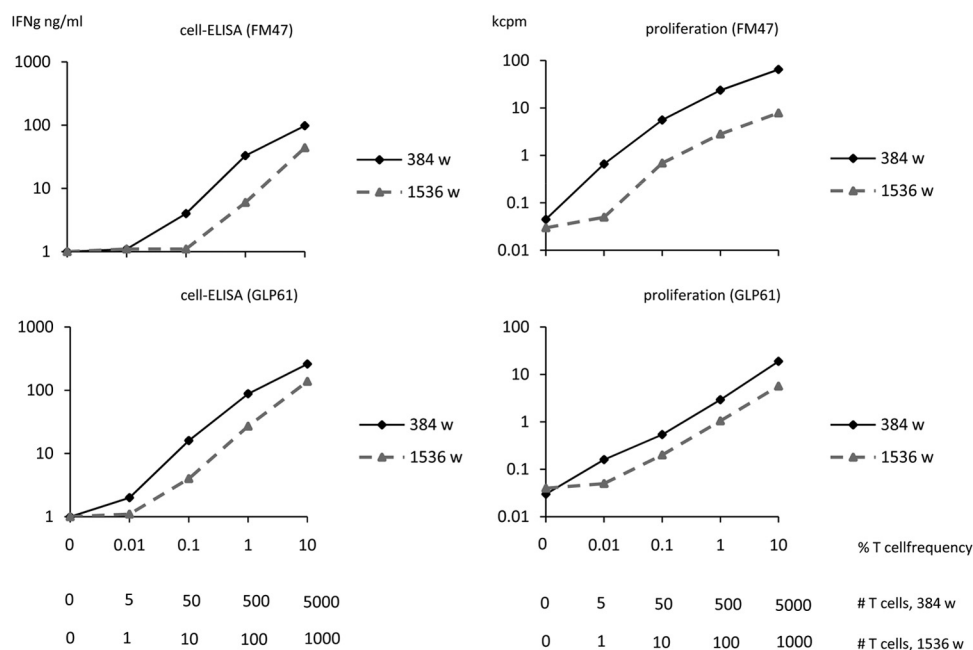 IFNg ng/ml
cell-ELISA (FM47)
1000
100
10
1
384 w
1536 w
kcpm
proliferation (FM47)
100
10
1
0.1
0.01
384 w
1536 w
cell-ELISA (GLP61)
1000
100
10
1
384 w
1536 w
0 0.01 0.1 1 10
proliferation (GLP61)
100
10
1
0.1
0.01
384 w
1536 w
0 0.01 0.1 1 10 % T cellfrequency
0 5 50 500 5000 0 5 50 500 5000 # T cells, 384 w
0 1 10 100 1000 0 1 10 100 1000 # T cells, 1536 w